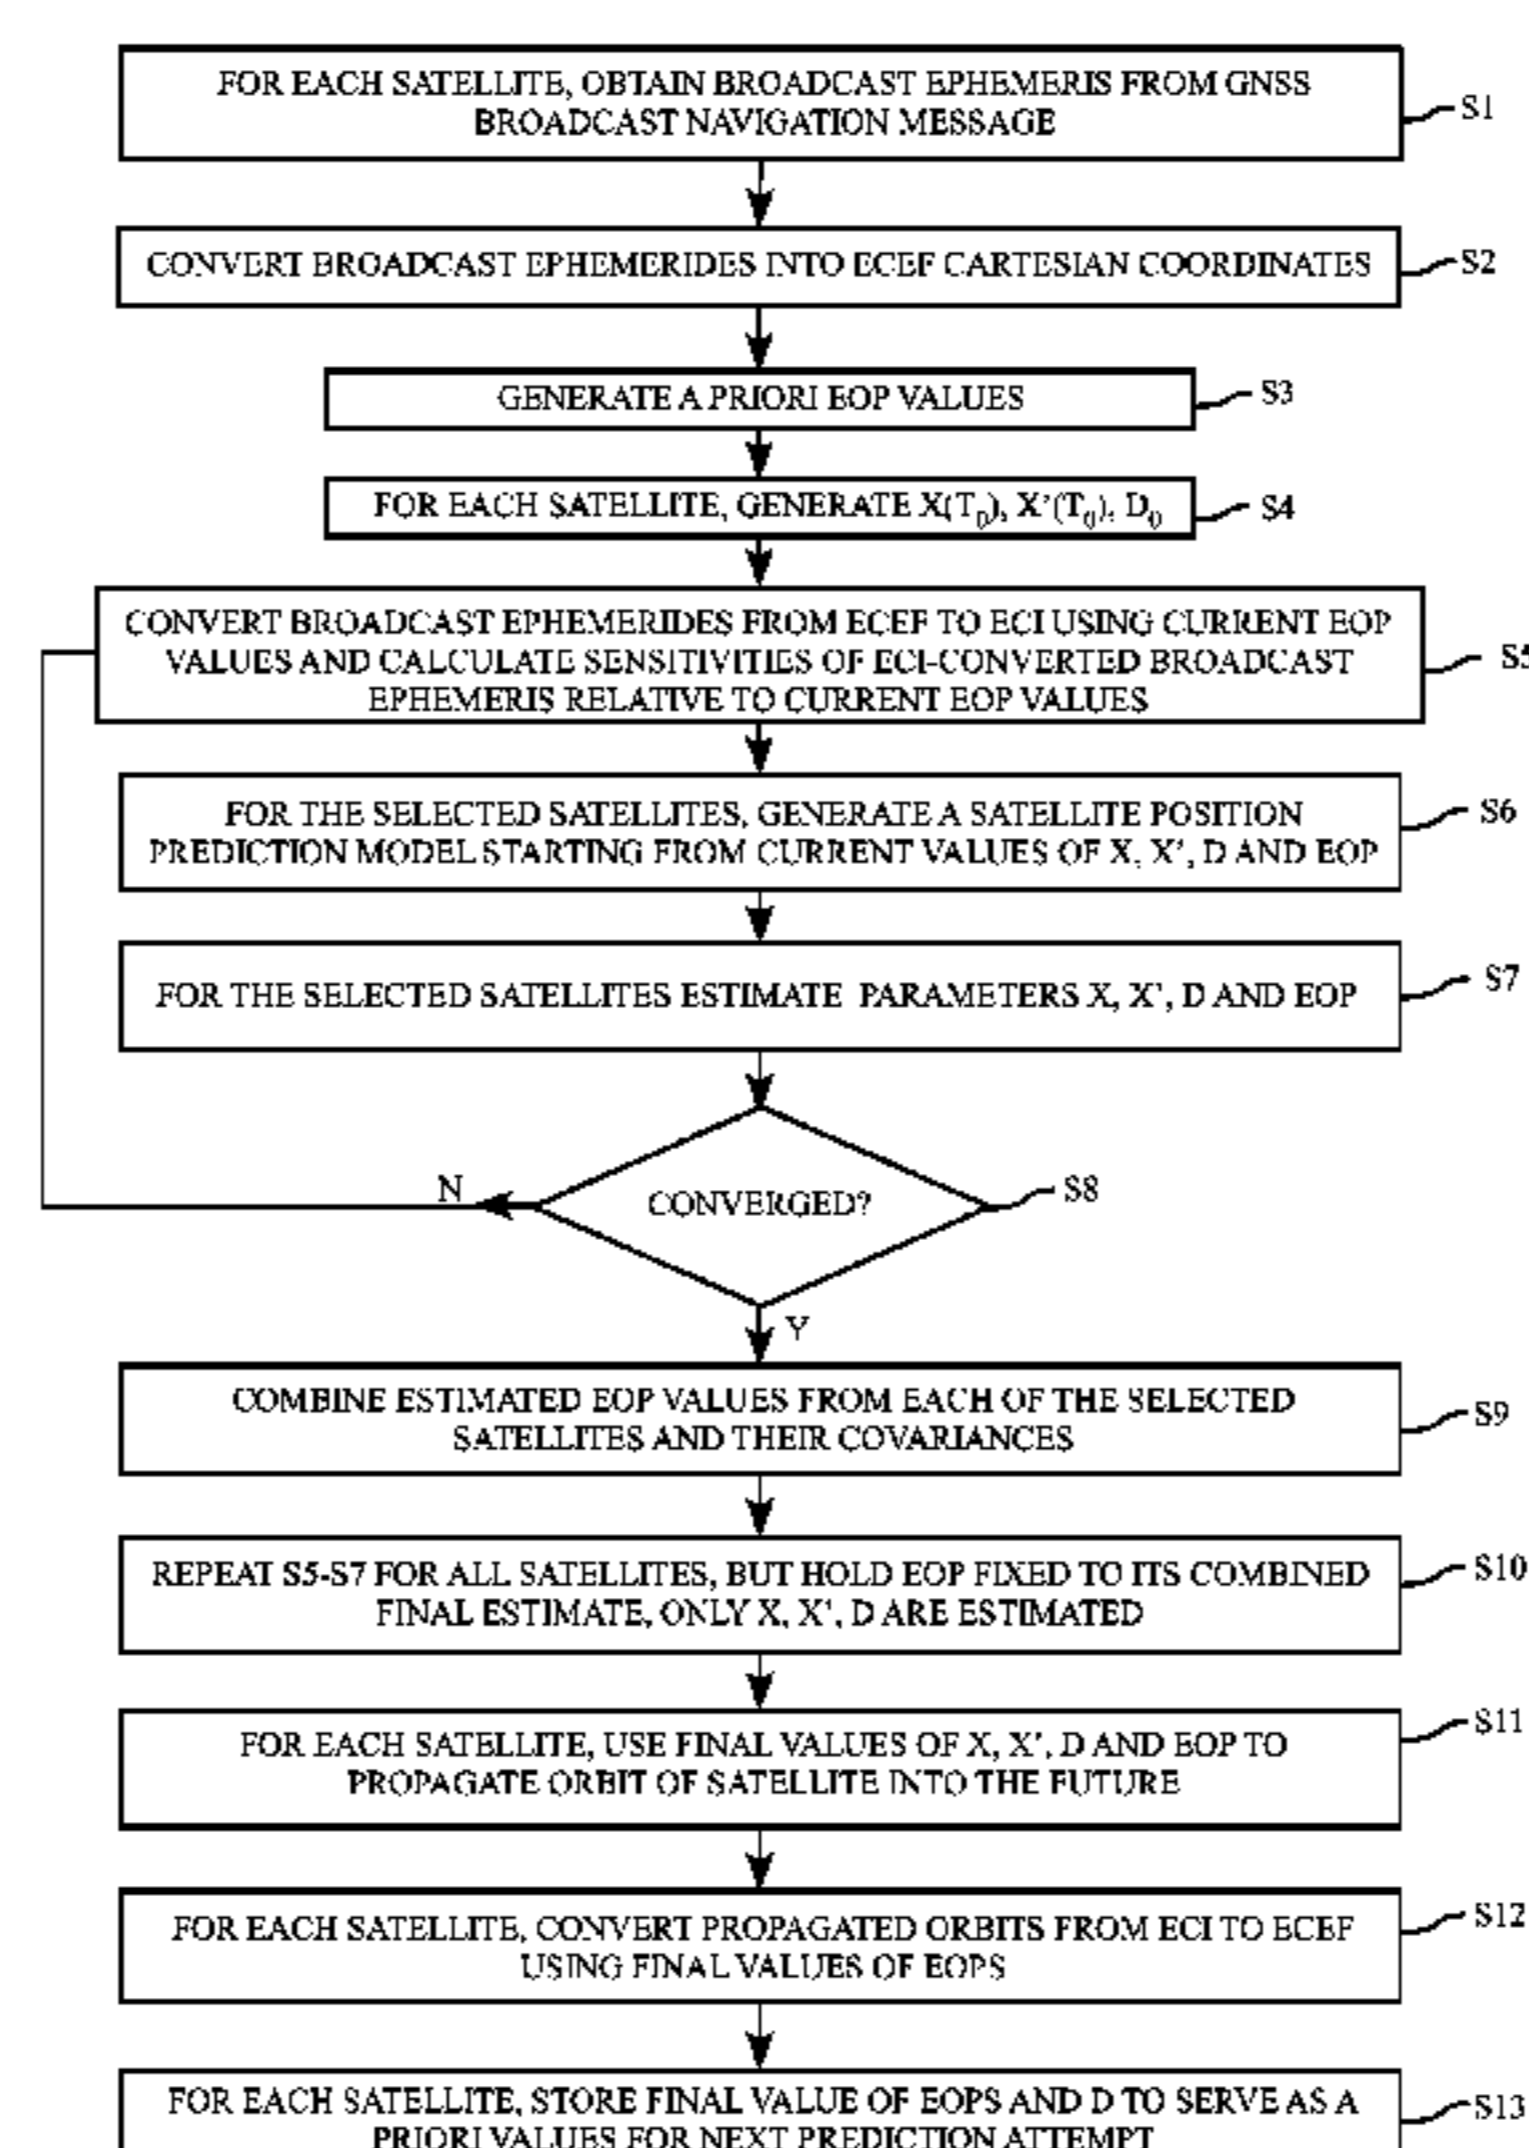 FOR EACH SATELLITE, OBTAIN BROADCAST EPHEMERIS FROM GNSS
BROADCAST NAVIGATION MESSAGE
S1
CONVERT BROADCAST EPHEMERIDES INTO ECEF CARTESIAN COORDINATES
S2
GENERATE A PRIORI EOP VALUES
S3
FOR EACH SATELLITE, GENERATE X(T₀), X’(T₀), D₀
S4
CONVERT BROADCAST EPHEMERIDES FROM ECEF TO ECI USING CURRENT EOP
VALUES AND CALCULATE SENSITIVITIES OF ECI-CONVERTED BROADCAST
EPHEMERIS RELATIVE TO CURRENT EOP VALUES
S5
FOR THE SELECTED SATELLITES, GENERATE A SATELLITE POSITION
PREDICTION MODEL STARTING FROM CURRENT VALUES OF X, X’, D AND EOP
S6
FOR THE SELECTED SATELLITES ESTIMATE PARAMETERS X, X’, D AND EOP
S7
N
CONVERGED?
S8
Y
COMBINE ESTIMATED EOP VALUES FROM EACH OF THE SELECTED
SATELLITES AND THEIR COVARIANCES
S9
REPEAT S5-S7 FOR ALL SATELLITES, BUT HOLD EOP FIXED TO ITS COMBINED
FINAL ESTIMATE, ONLY X, X’, D ARE ESTIMATED
S10
FOR EACH SATELLITE, USE FINAL VALUES OF X, X’, D AND EOP TO
PROPAGATE ORBIT OF SATELLITE INTO THE FUTURE
S11
FOR EACH SATELLITE, CONVERT PROPAGATED ORBITS FROM ECI TO ECEF
USING FINAL VALUES OF EOPS
S12
FOR EACH SATELLITE, STORE FINAL VALUE OF EOPS AND D TO SERVE AS A
PRIORI VALUES FOR NEXT PREDICTION ATTEMPT
S13